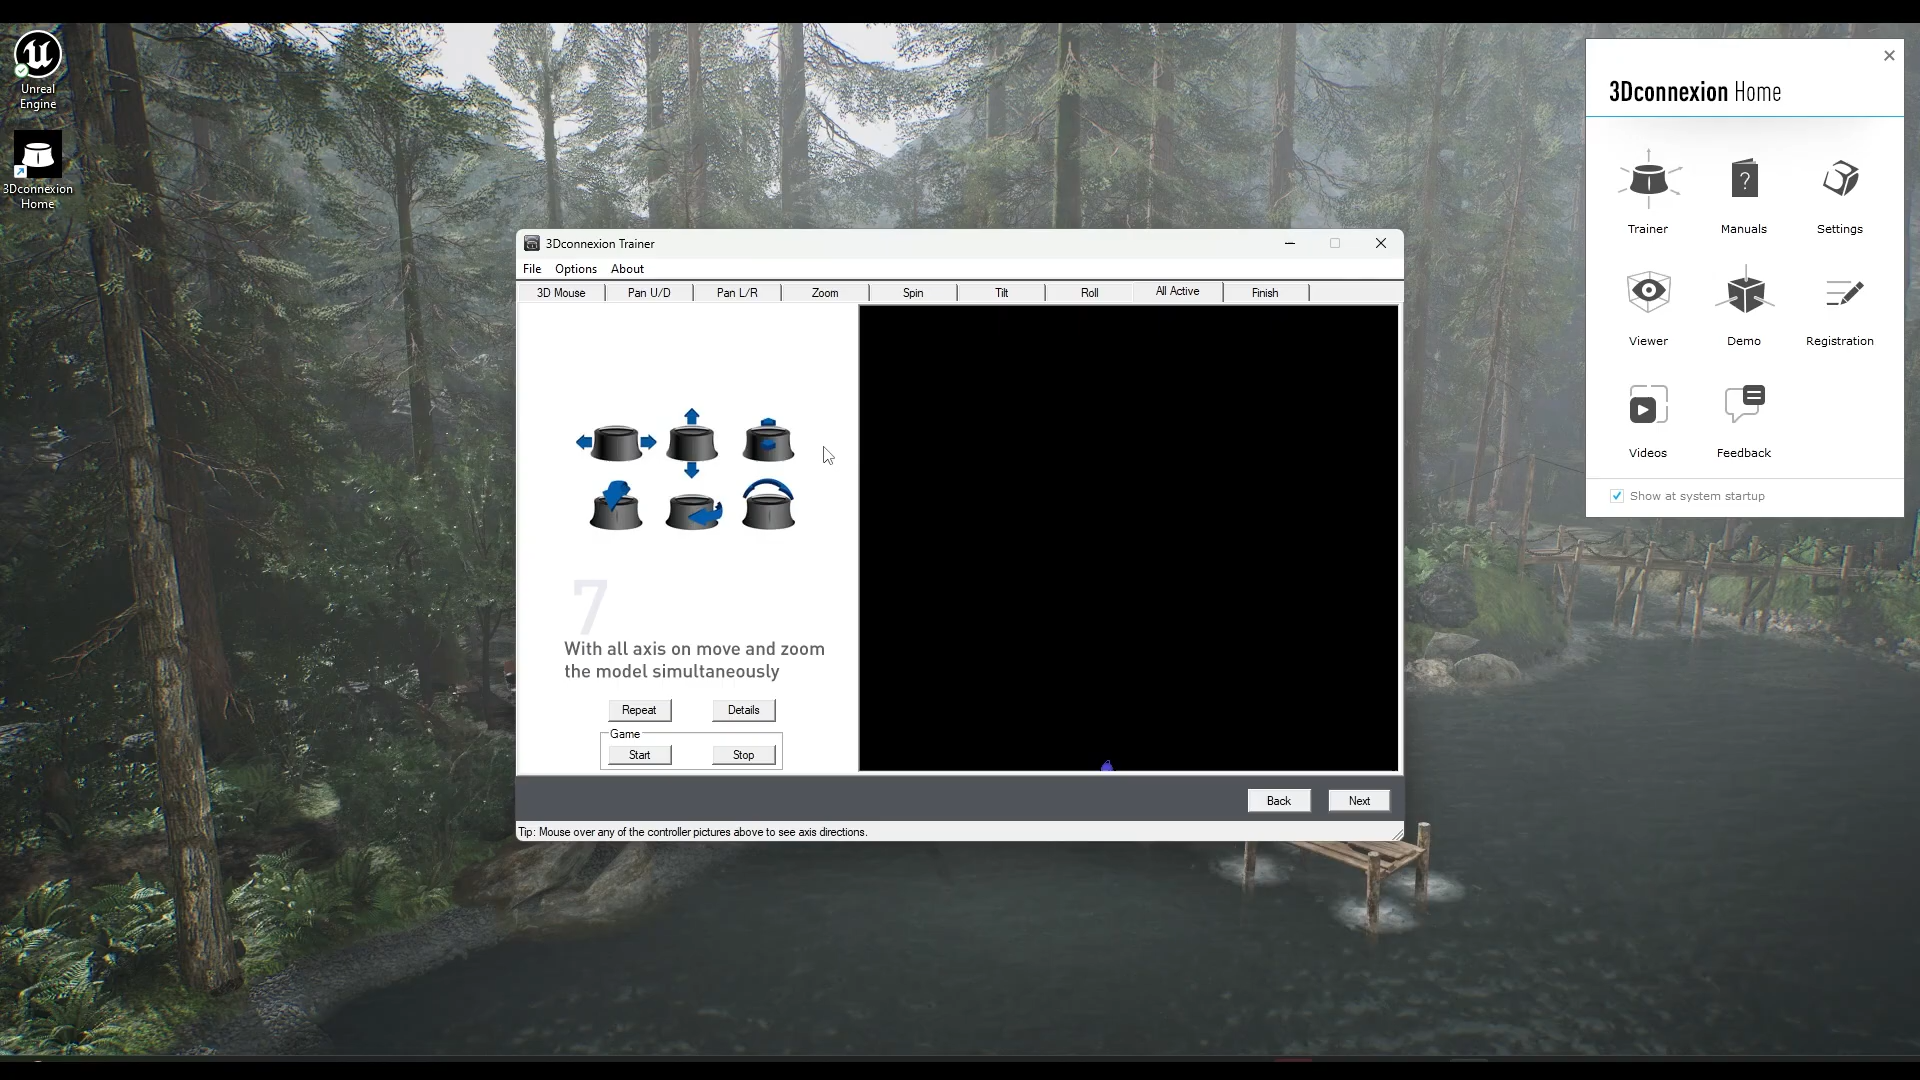 Unreal
Engine
3Dconnexion
Home
3Dconnexion Trainer
File Options About
3D Mouse Pan U/D Pan L/R Zoom Spin Tilt Roll All Active Finish
7
With all axis on move and zoom
the model simultaneously
Repeat Details
Game
Start Stop
Back Next
Tip: Mouse over any of the controller pictures above to see axis directions.
3Dconnexion Home
Trainer Manuals Settings
Viewer Demo Registration
Videos Feedback
Show at system startup